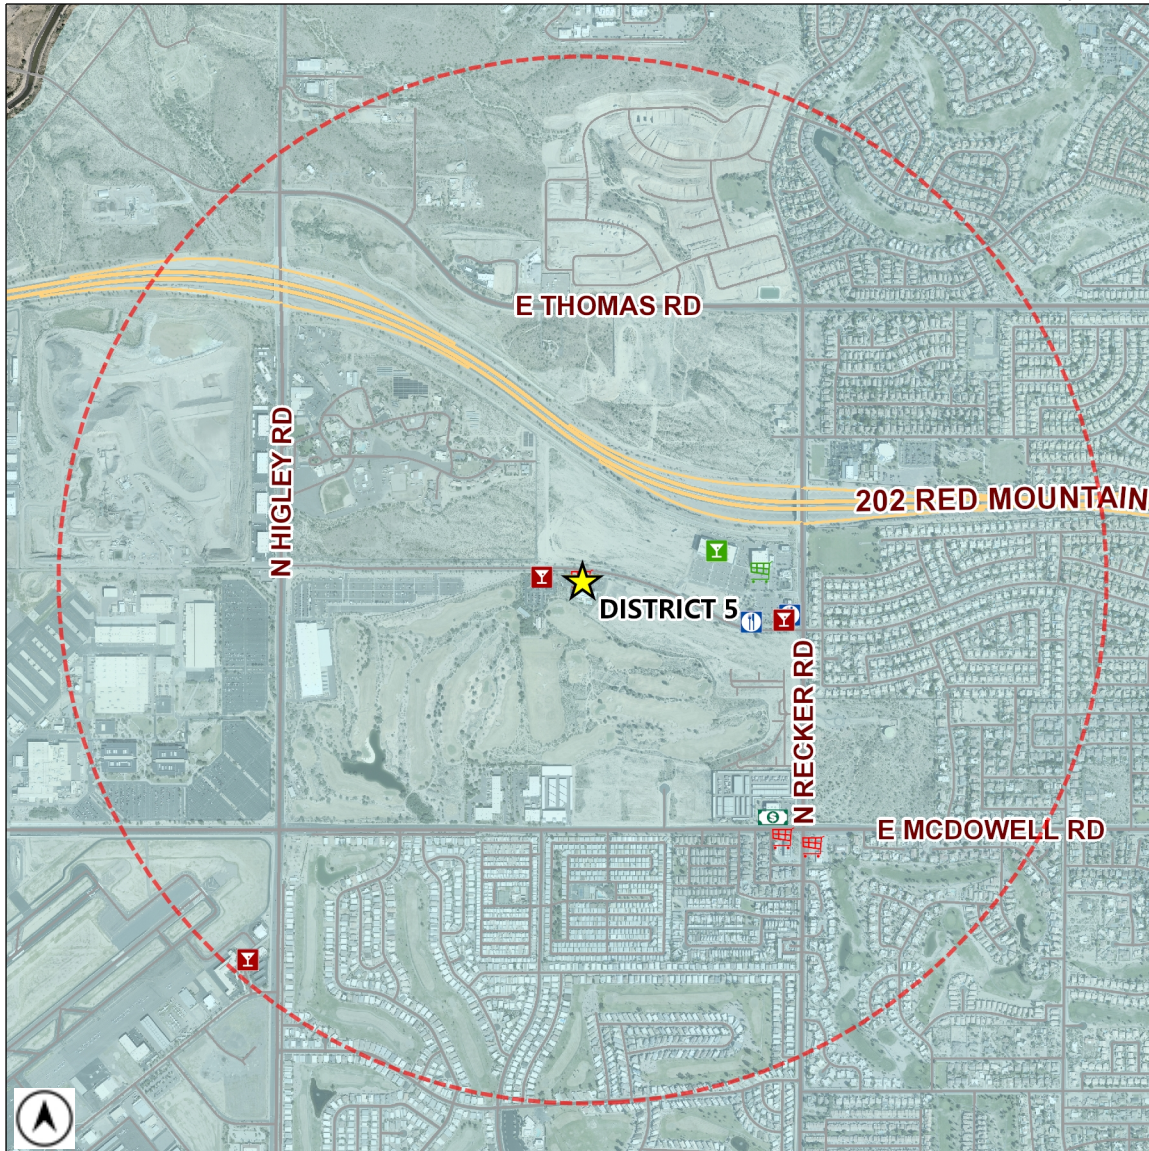 E THOMAS RD
N HIGLEY RD
202 RED MOUNTAIN
DISTRICT 5
N RECKER RD
$
E MCDOWELL RD